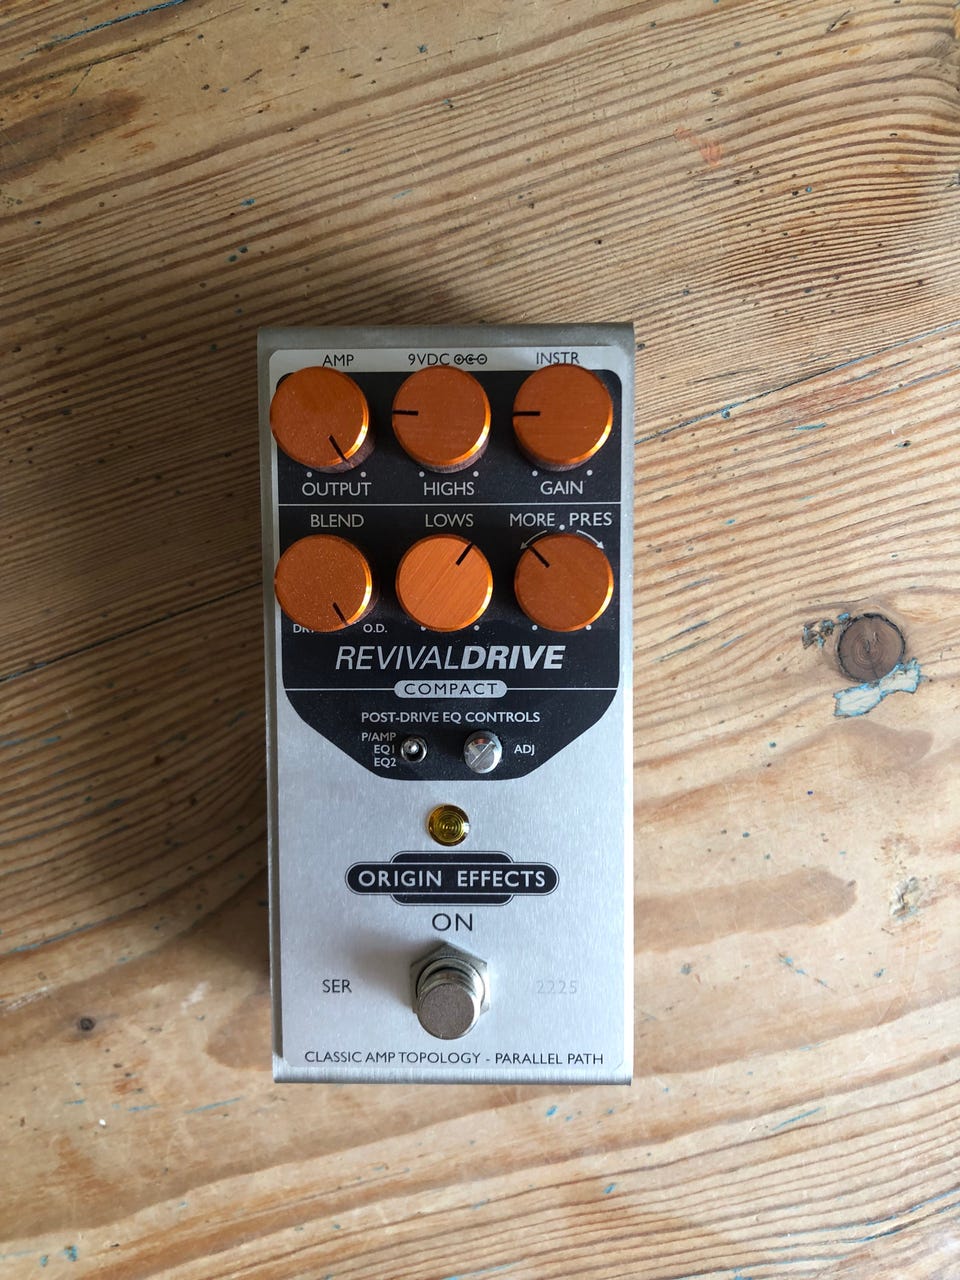 AMP 9VDC INSTR
OUTPUT HIGHS GAIN
BLEND LOWS MORE PRES
O.D.
REVIVALDRIVE
COMPACT
POST-DRIVE EQ CONTROLS
P/AMP
EQ1 ADJ
EQ2
ORIGIN EFFECTS
ON
SER 2225
CLASSIC AMP TOPOLOGY - PARALLEL PATH